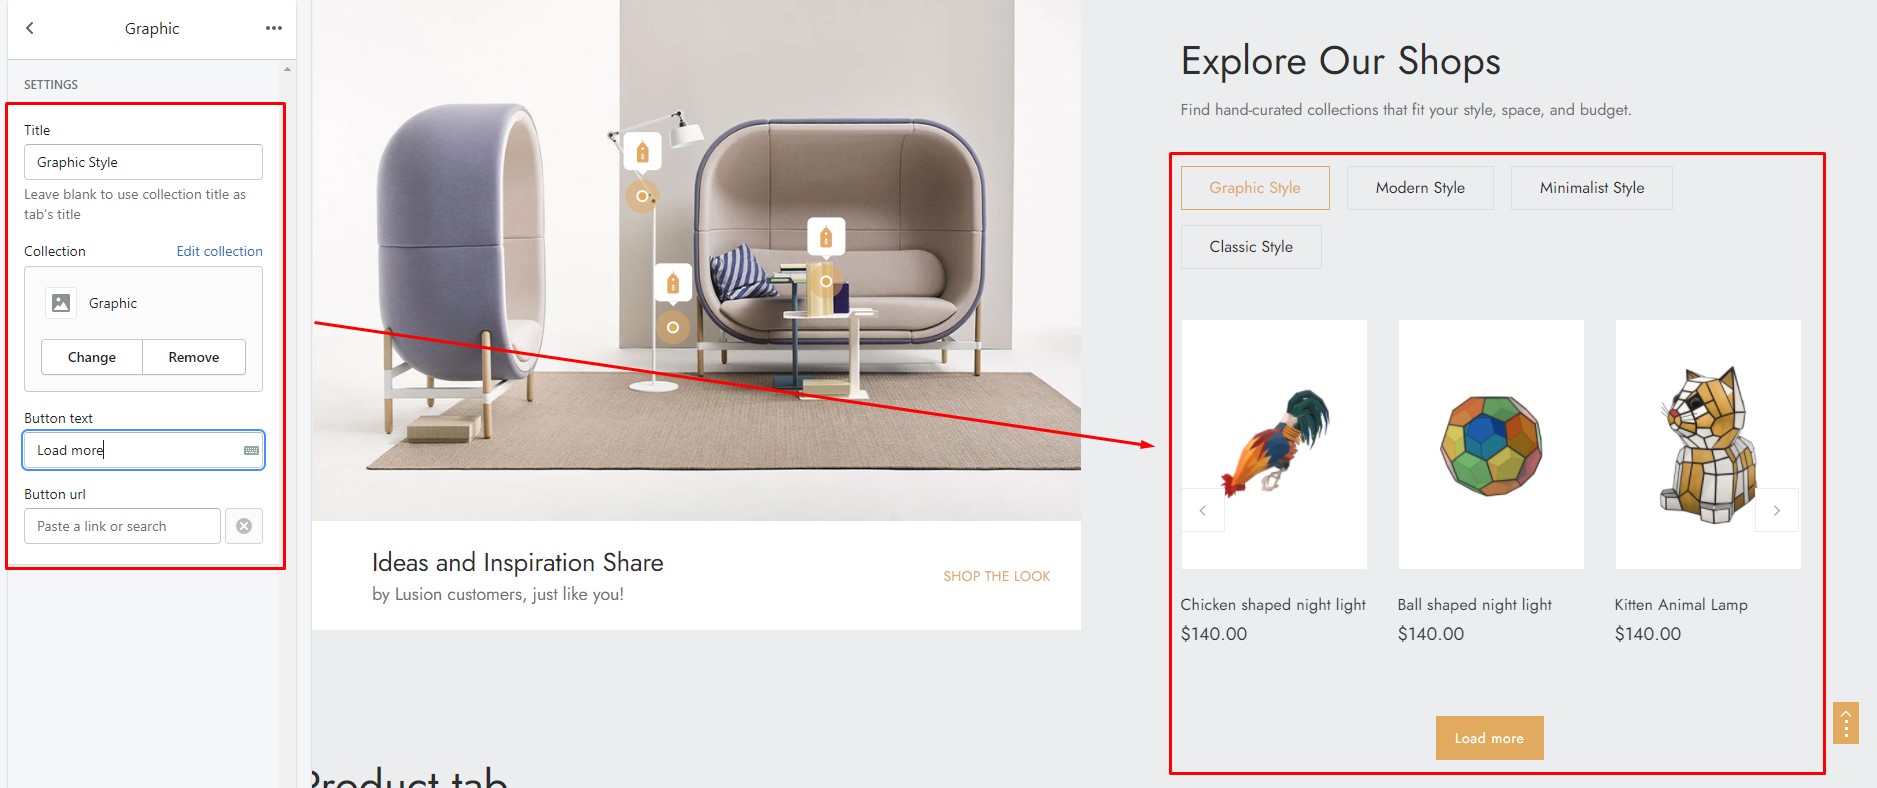 Graphic
SETTINGS
Title
Graphic Style
Leave blank to use collection title as
tab's title
Collection
Edit collection
Graphic
Change
Remove
Button text
Load more
Button url
Paste a link or search
Ideas and Inspiration Share
by Lusion customers, just like you!
SHOP THE LOOK
Product tab
Explore Our Shops
Find hand-curated collections that fit your style, space, and budget.
Graphic Style
Modern Style
Minimalist Style
Classic Style
Chicken shaped night light
$140.00
Ball shaped night light
$140.00
Kitten Animal Lamp
$140.00
Load more